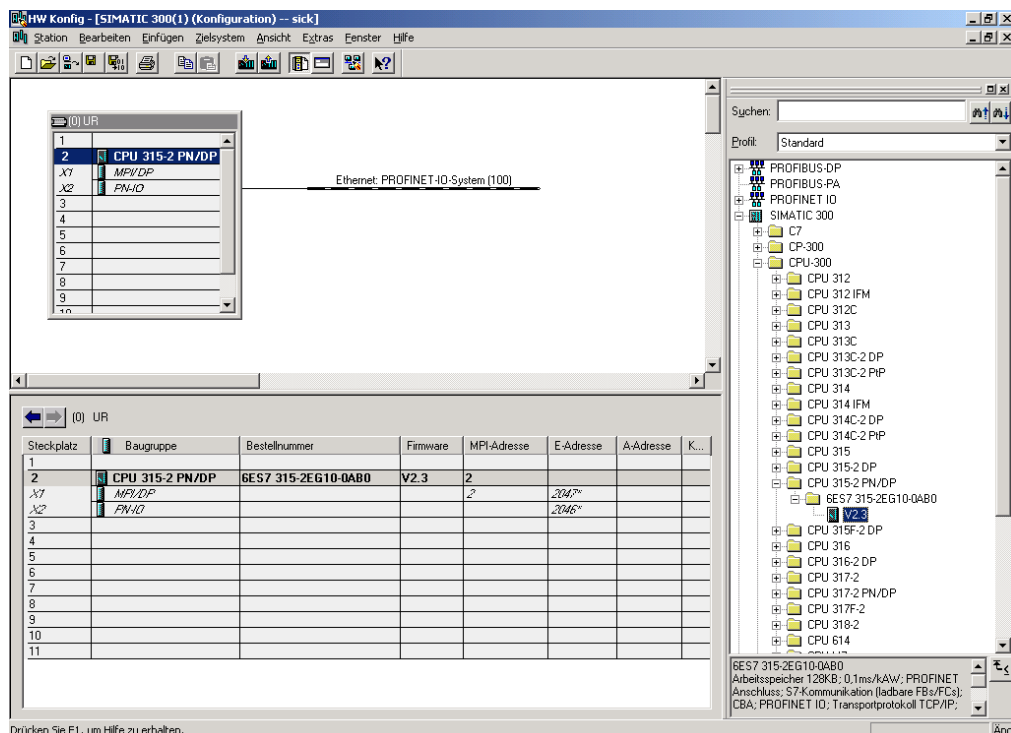 HW Konfig - [SIMATIC 300(1) (Konfiguration) -- sick]
Station Bearbeiten Einfügen Zielsystem Ansicht Extras Fenster Hilfe
(0) UR
1
2 CPU 315-2 PN/DP
X1 MPI/DP
X2 PN-IO
3
4
5
6
7
8
9
10
Ethernet: PROFINET-IO-System (100)
(0) UR
Steckplatz Baugruppe Bestellnummer Firmware MPI-Adresse E-Adresse A-Adresse K...
1
2 CPU 315-2 PN/DP 6ES7 315-2EG10-0AB0 V2.3 2
X1 MPI/DP 2 2047*
X2 PN-IO 2046*
3
4
5
6
7
8
9
10
11
Suchen:
Profil: Standard
PROFIBUS-DP
PROFIBUS-PA
PROFINET IO
SIMATIC 300
C7
CP-300
CPU-300
CPU 312
CPU 312 IFM
CPU 312C
CPU 313
CPU 313C
CPU 313C-2 DP
CPU 313C-2 PtP
CPU 314
CPU 314 IFM
CPU 314C-2 DP
CPU 314C-2 PtP
CPU 315
CPU 315-2 DP
CPU 315-2 PN/DP
6ES7 315-2EG10-0AB0
V2.3
CPU 315F-2 DP
CPU 316
CPU 316-2 DP
CPU 317-2
CPU 317-2 PN/DP
CPU 317F-2
CPU 318-2
CPU 614
6ES7 315-2EG10-0AB0
Arbeitsspeicher 128KB; 0,1ms/kAW; PROFINET
Anschluss; S7-Kommunikation (ladbare FBs/FCs);
CBA; PROFINET IO; Transportprotokoll TCP/IP;
Drücken Sie F1, um Hilfe zu erhalten.
Änd